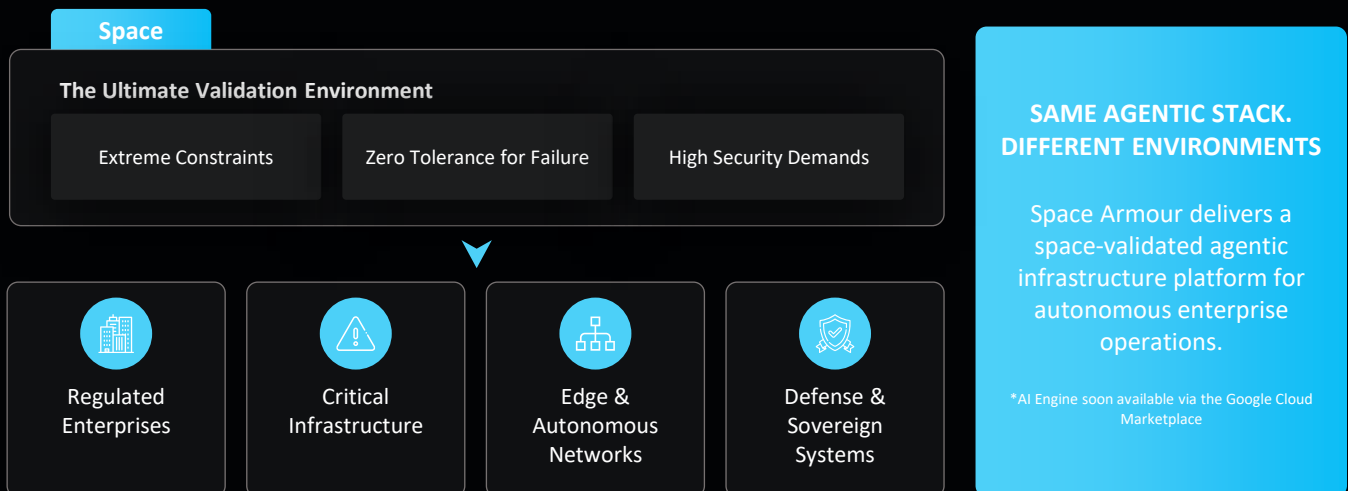 Space
The Ultimate Validation Environment
Extreme Constraints
Zero Tolerance for Failure
High Security Demands
Regulated
Enterprises
Critical
Infrastructure
Edge &
Autonomous
Networks
Defense &
Sovereign
Systems
SAME AGENTIC STACK.
DIFFERENT ENVIRONMENTS
Space Armour delivers a
space-validated agentic
infrastructure platform for
autonomous enterprise
operations.
*AI Engine soon available via the Google Cloud
Marketplace